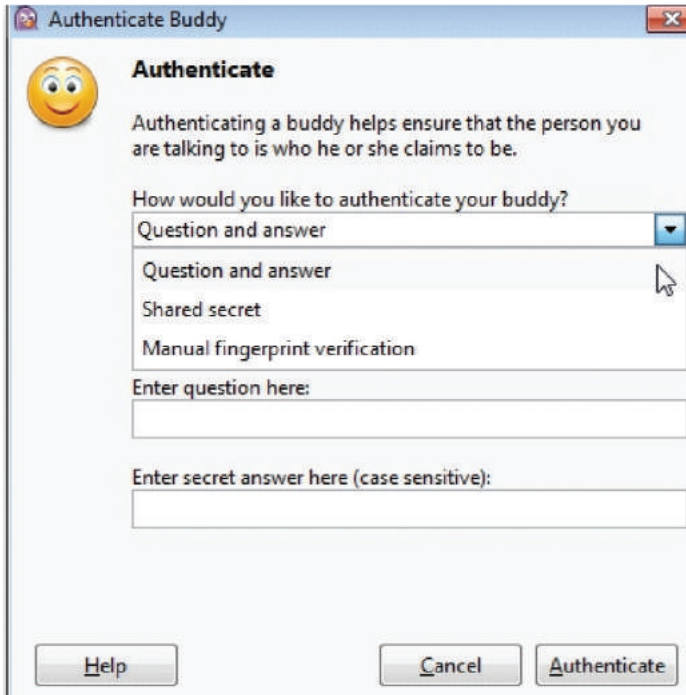 Authenticate Buddy
Authenticate
Authenticating a buddy helps ensure that the person you
are talking to is who he or she claims to be.
How would you like to authenticate your buddy?
Question and answer
Question and answer
Shared secret
Manual fingerprint verification
Enter question here:
Enter secret answer here (case sensitive):
Help Cancel Authenticate